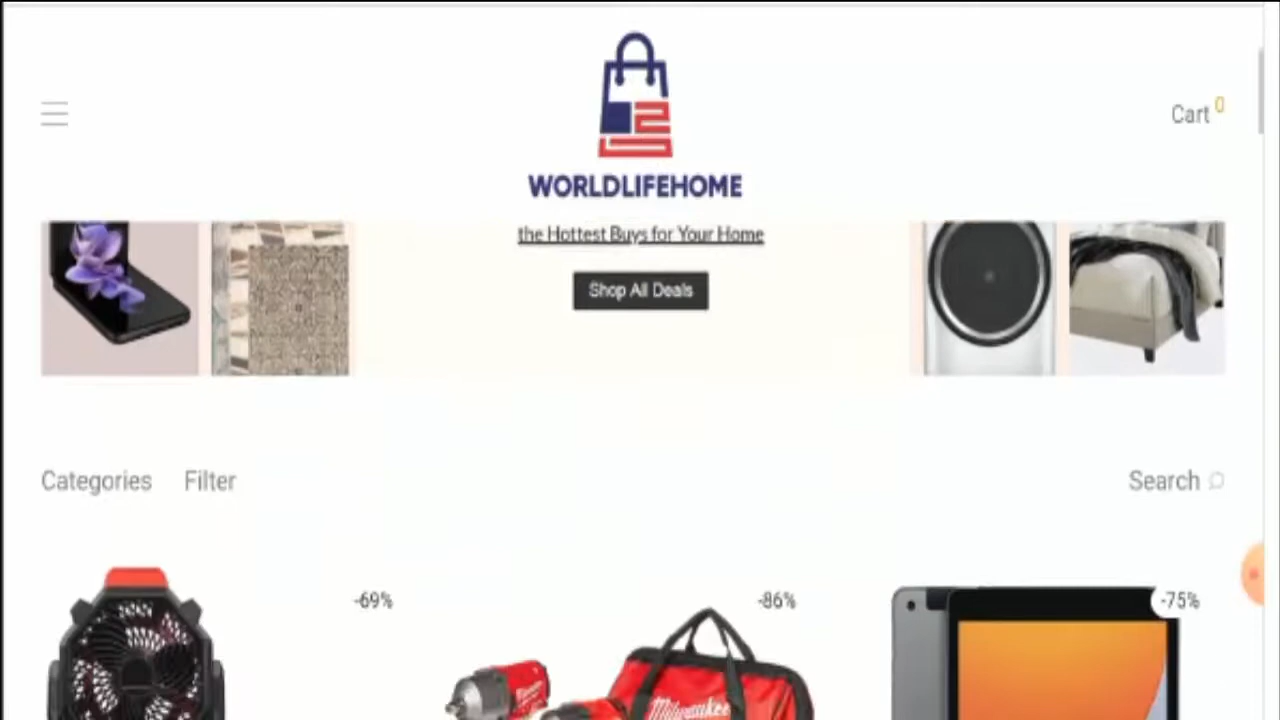 Cart 0
WORLDLIFEHOME
the Hottest Buys for Your Home
Shop All Deals
Categories Filter Search
-69% -86% -75%
Milwaukee